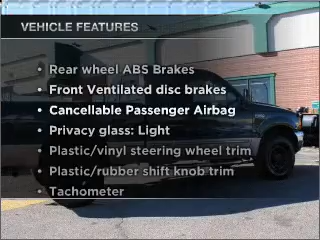 VEHICLE FEATURES
• Rear wheel ABS Brakes
• Front Ventilated disc brakes
• Cancellable Passenger Airbag
• Privacy glass: Light
• Plastic/vinyl steering wheel trim
• Plastic/rubber shift knob trim
• Tachometer